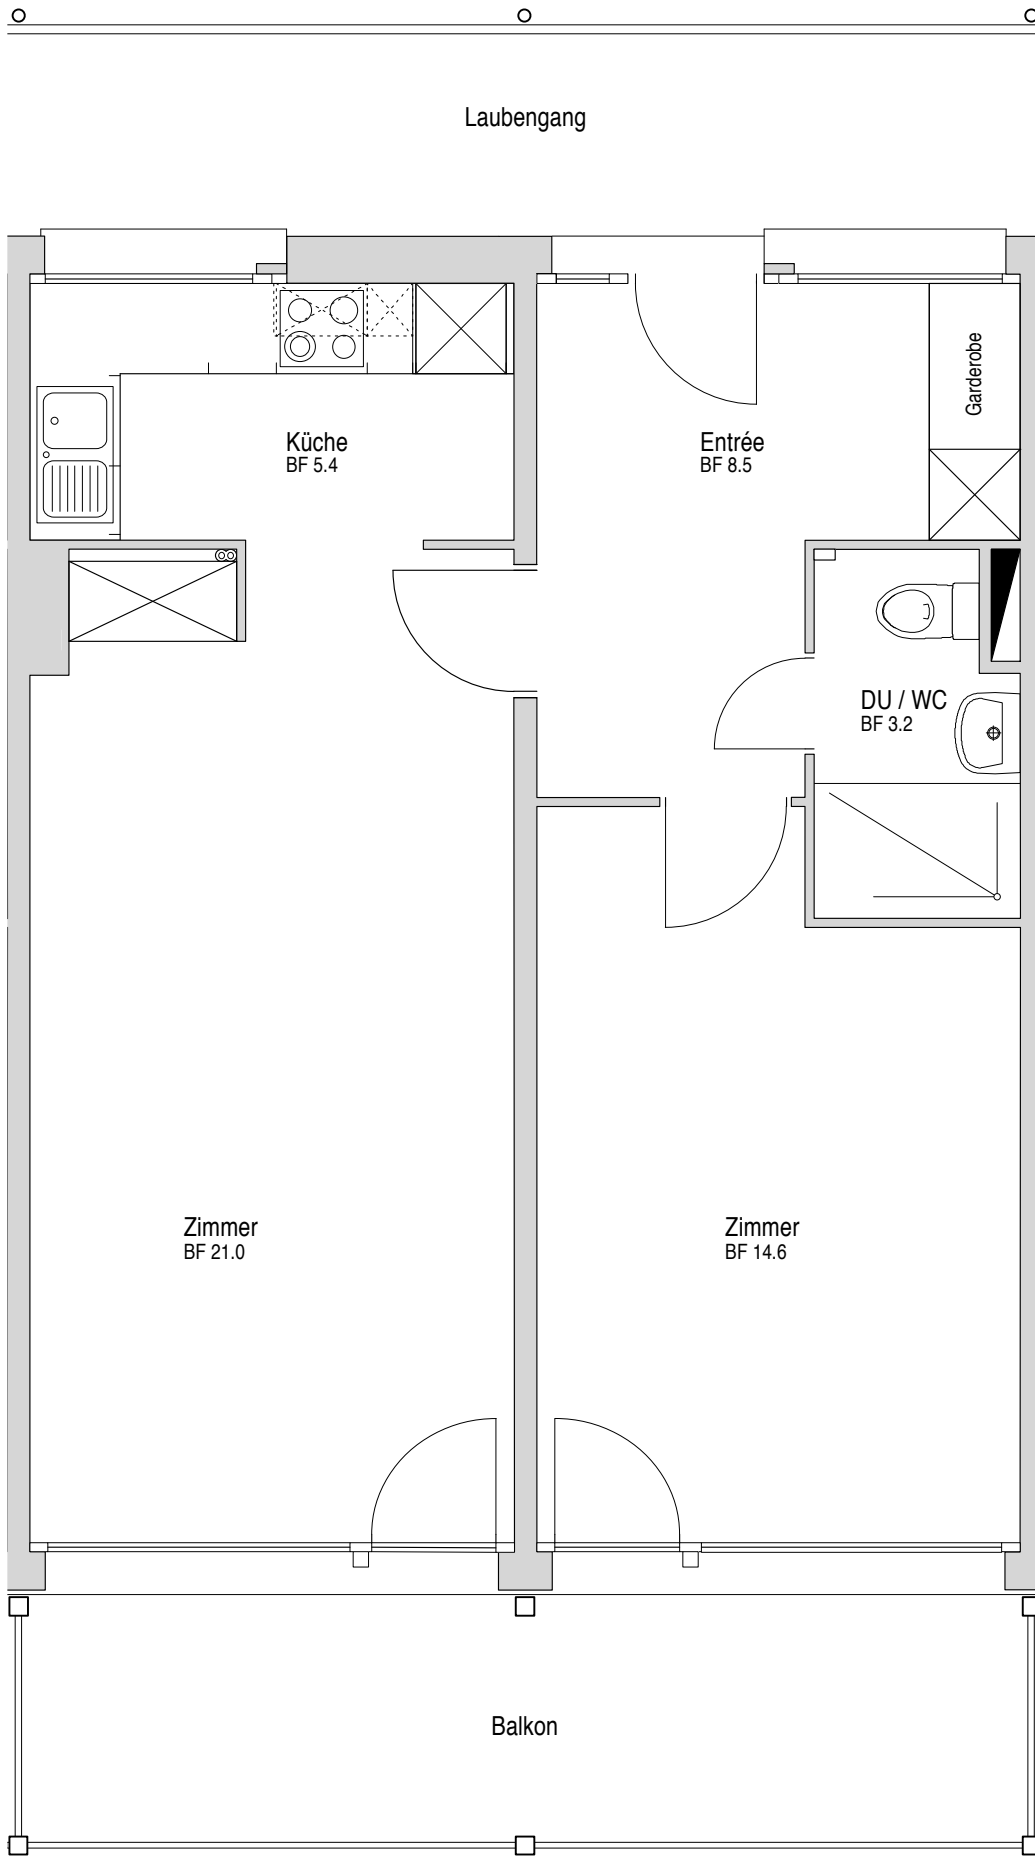 Laubengang
Garderobe
Küche
BF 5.4
Entrée
BF 8.5
DU / WC
BF 3.2
Zimmer
BF 21.0
Zimmer
BF 14.6
Balkon